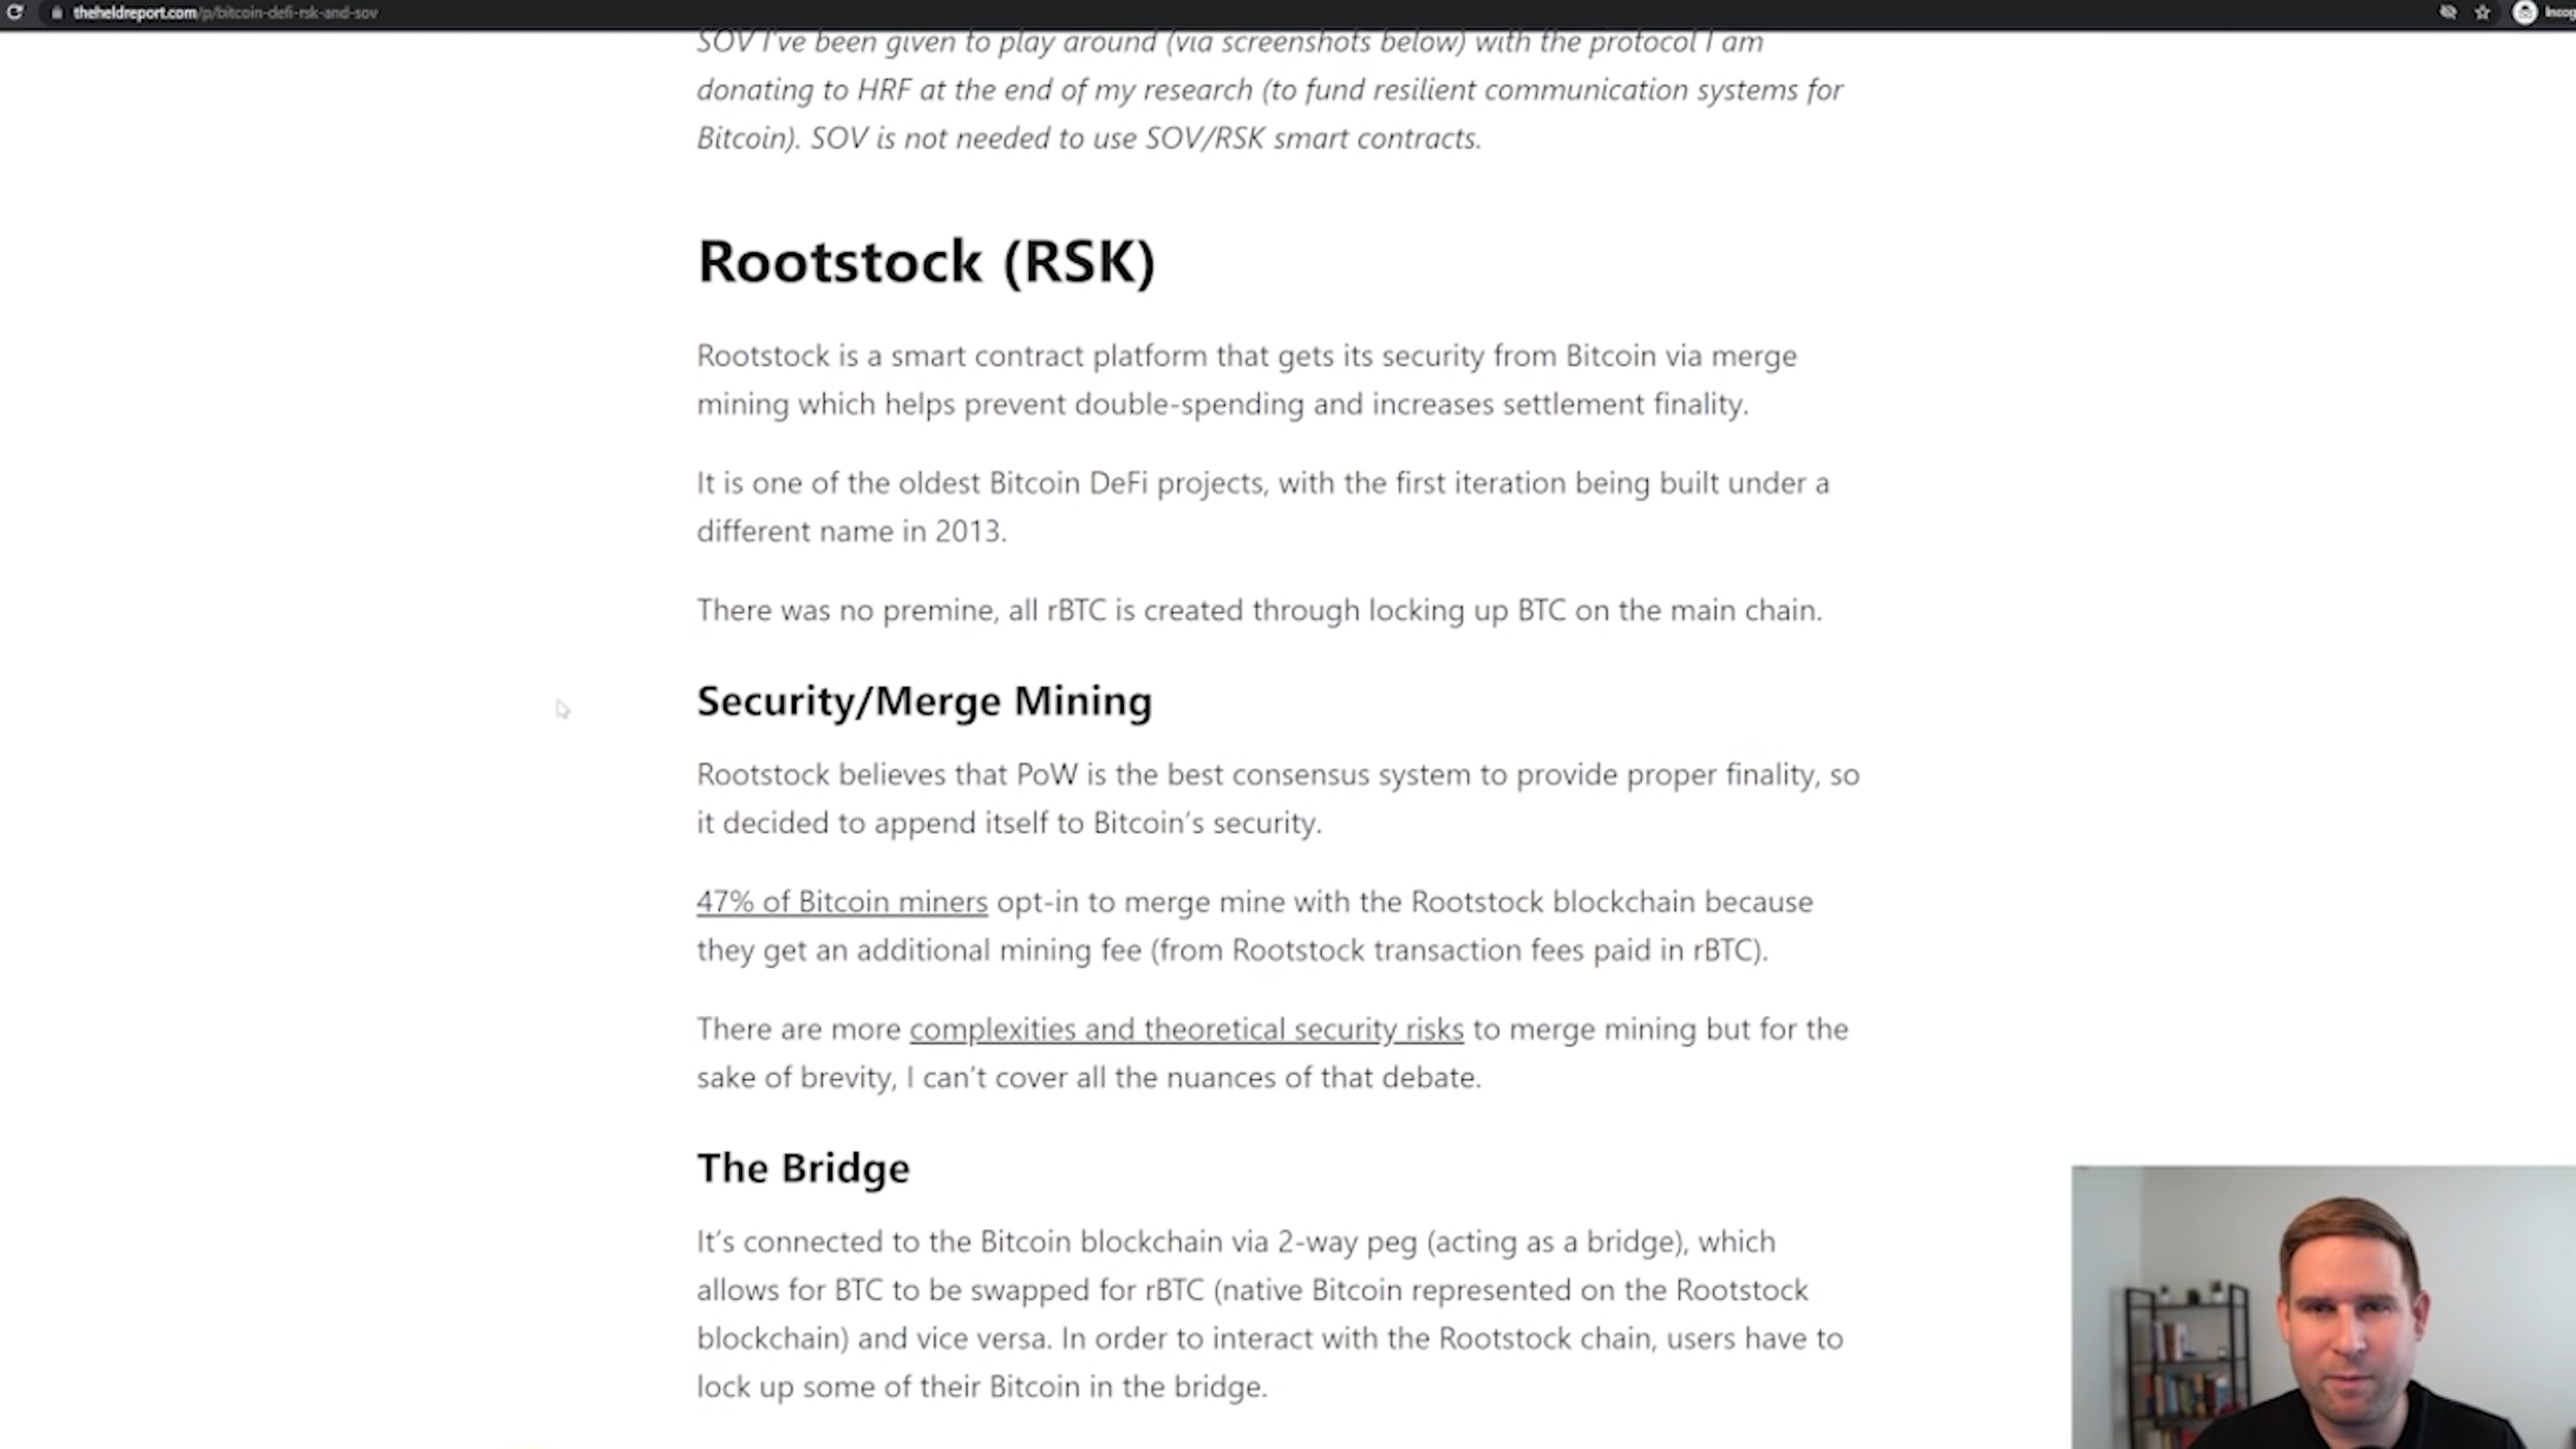 theheldreport.com/p/bitcoin-defi-rsk-and-sov
Incog
SOV I've been given to play around (via screenshots below) with the protocol I am
donating to HRF at the end of my research (to fund resilient communication systems for
Bitcoin). SOV is not needed to use SOV/RSK smart contracts.
Rootstock (RSK)
Rootstock is a smart contract platform that gets its security from Bitcoin via merge
mining which helps prevent double-spending and increases settlement finality.
It is one of the oldest Bitcoin DeFi projects, with the first iteration being built under a
different name in 2013.
There was no premine, all rBTC is created through locking up BTC on the main chain.
Security/Merge Mining
Rootstock believes that PoW is the best consensus system to provide proper finality, so
it decided to append itself to Bitcoin’s security.
47% of Bitcoin miners opt-in to merge mine with the Rootstock blockchain because
they get an additional mining fee (from Rootstock transaction fees paid in rBTC).
There are more complexities and theoretical security risks to merge mining but for the
sake of brevity, I can’t cover all the nuances of that debate.
The Bridge
It’s connected to the Bitcoin blockchain via 2-way peg (acting as a bridge), which
allows for BTC to be swapped for rBTC (native Bitcoin represented on the Rootstock
blockchain) and vice versa. In order to interact with the Rootstock chain, users have to
lock up some of their Bitcoin in the bridge.